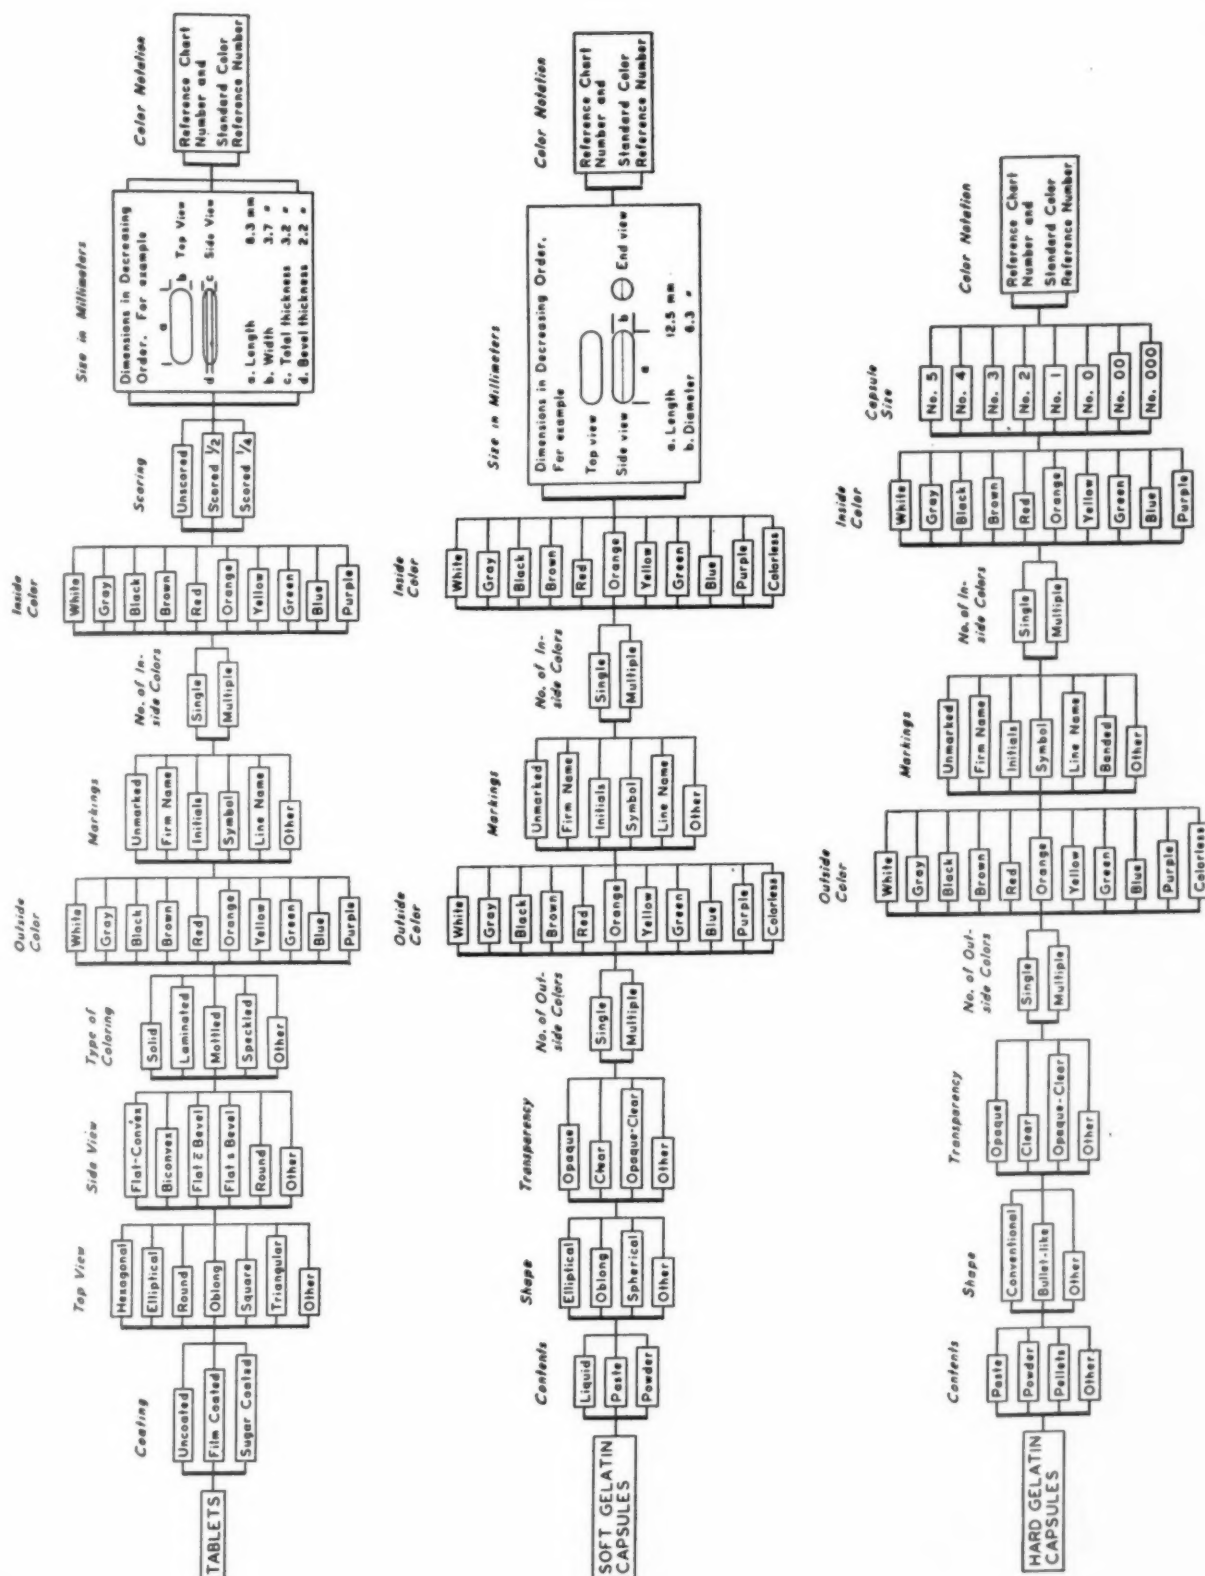 TABLETS
Coating
Uncoated
Film Coated
Sugar Coated
Top View
Hexagonal
Elliptical
Round
Oblong
Square
Triangular
Other
Side View
Flat-Convex
Biconvex
Flat c̄ Bevel
Flat s Bevel
Round
Other
Type of
Coloring
Solid
Laminated
Mottled
Speckled
Other
Outside
Color
White
Gray
Black
Brown
Red
Orange
Yellow
Green
Blue
Purple
Markings
Unmarked
Firm Name
Initials
Symbol
Line Name
Other
No. of In-
side Colors
Single
Multiple
Inside
Color
White
Gray
Black
Brown
Red
Orange
Yellow
Green
Blue
Purple
Scoring
Unscored
Scored 1/2
Scored 1/4
Size in Millimeters
Dimensions in Decreasing
Order. For example
a
b Top View
d c Side View
a. Length 8.3 mm
b. Width 3.7 "
c. Total thickness 3.2 "
d. Bevel thickness 2.2 "
Color Notation
Reference Chart
Number and
Standard Color
Reference Number
SOFT GELATIN
CAPSULES
Contents
Liquid
Paste
Powder
Shape
Elliptical
Oblong
Spherical
Other
Transparency
Opaque
Clear
Opaque-Clear
Other
No. of Out-
side Colors
Single
Multiple
Outside
Color
White
Gray
Black
Brown
Red
Orange
Yellow
Green
Blue
Purple
Colorless
Markings
Unmarked
Firm Name
Initials
Symbol
Line Name
Other
No. of In-
side Colors
Single
Multiple
Inside
Color
White
Gray
Black
Brown
Red
Orange
Yellow
Green
Blue
Purple
Colorless
Size in Millimeters
Dimensions in Decreasing Order.
For example
Top view
Side view b End view
a
a. Length 12.5 mm
b. Diameter 6.3 "
Color Notation
Reference Chart
Number and
Standard Color
Reference Number
HARD GELATIN
CAPSULES
Contents
Paste
Powder
Pellets
Other
Shape
Conventional
Bullet-like
Other
Transparency
Opaque
Clear
Opaque-Clear
Other
No. of Out-
side Colors
Single
Multiple
Outside
Color
White
Gray
Black
Brown
Red
Orange
Yellow
Green
Blue
Purple
Colorless
Markings
Unmarked
Firm Name
Initials
Symbol
Line Name
Banded
Other
No. of In-
side Colors
Single
Multiple
Inside
Color
White
Gray
Black
Brown
Red
Orange
Yellow
Green
Blue
Purple
Capsule
Size
No. 5
No. 4
No. 3
No. 2
No. 1
No. 0
No. 00
No. 000
Color Notation
Reference Chart
Number and
Standard Color
Reference Number